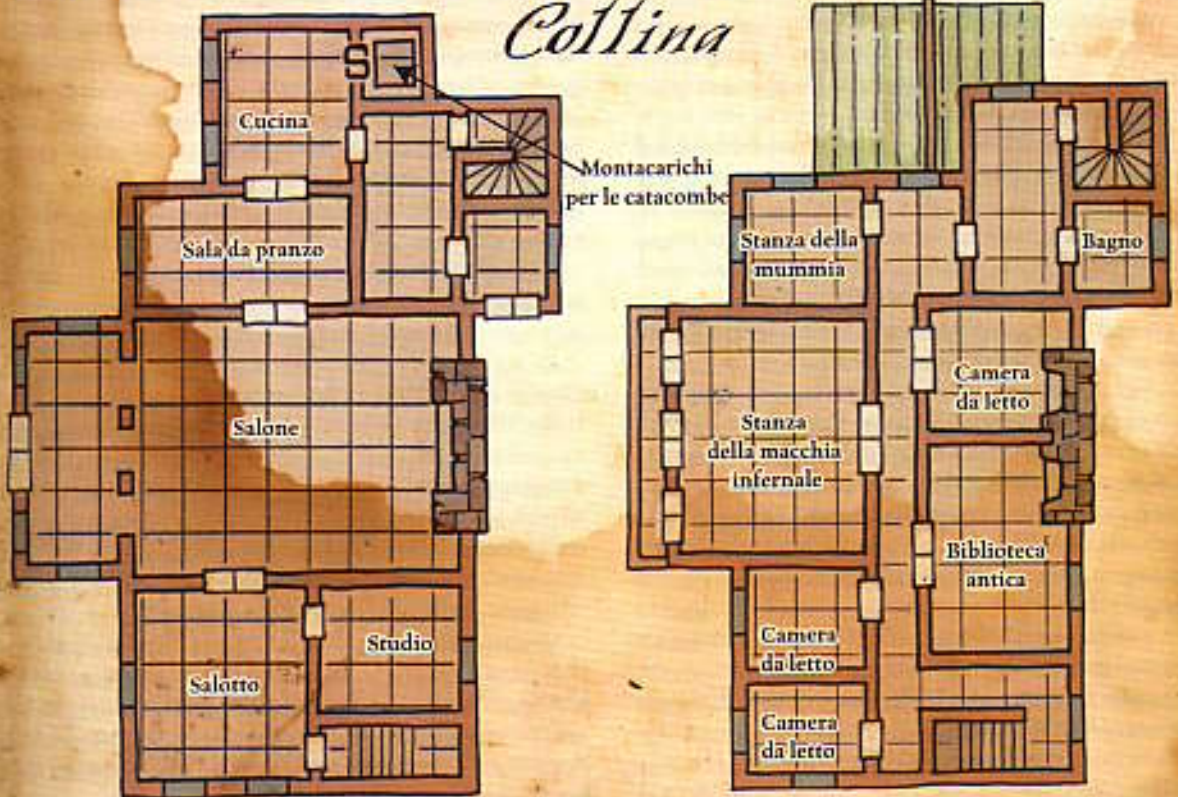 Collina
S
Cucina
Montacarichi
per le catacombe
Sala da pranzo
Salone
Salotto
Studio
Stanza della
mummia
Bagno
Camera
da letto
Stanza
della macchia
infernale
Biblioteca
antica
Camera
da letto
Camera
da letto